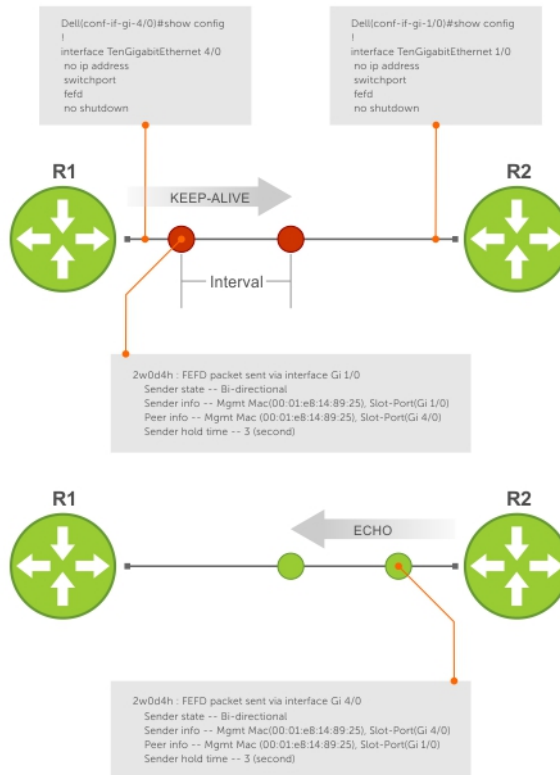 Dell(conf-if-gi-4/0)#show config
!
interface TenGigabitEthernet 4/0
no ip address
switchport
fefd
no shutdown
Dell(conf-if-gi-1/0)#show config
!
interface TenGigabitEthernet 1/0
no ip address
switchport
fefd
no shutdown
R1
R2
KEEP-ALIVE
Interval
2w0d4h : FEFD packet sent via interface Gi 1/0
Sender state -- Bi-directional
Sender info -- Mgmt Mac(00:01:e8:14:89:25), Slot-Port(Gi 1/0)
Peer info -- Mgmt Mac (00:01:e8:14:89:25), Slot-Port(Gi 4/0)
Sender hold time -- 3 (second)
R1
R2
ECHO
2w0d4h : FEFD packet sent via interface Gi 4/0
Sender state -- Bi-directional
Sender info -- Mgmt Mac(00:01:e8:14:89:25), Slot-Port(Gi 4/0)
Peer info -- Mgmt Mac (00:01:e8:14:89:25), Slot-Port(Gi 1/0)
Sender hold time -- 3 (second)